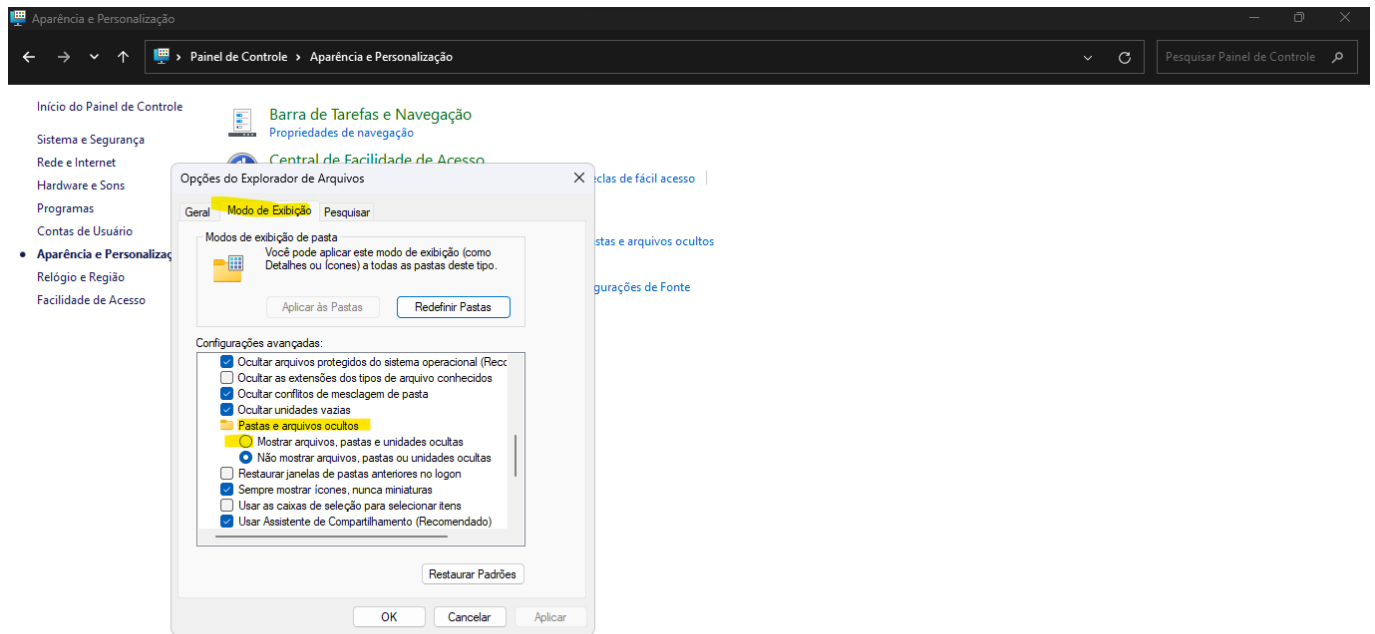 Aparência e Personalização
Painel de Controle › Aparência e Personalização
Pesquisar Painel de Controle
Início do Painel de Controle
Sistema e Segurança
Rede e Internet
Hardware e Sons
Programas
Contas de Usuário
Aparência e Personalizaç
Relógio e Região
Facilidade de Acesso
Barra de Tarefas e Navegação
Propriedades de navegação
Central de Facilidade de Acesso
eclas de fácil acesso
stas e arquivos ocultos
gurações de Fonte
Opções do Explorador de Arquivos
Geral Modo de Exibição Pesquisar
Modos de exibição de pasta
Você pode aplicar este modo de exibição (como
Detalhes ou Ícones) a todas as pastas deste tipo.
Aplicar às Pastas Redefinir Pastas
Configurações avançadas:
Ocultar arquivos protegidos do sistema operacional (Recc
Ocultar as extensões dos tipos de arquivo conhecidos
Ocultar conflitos de mesclagem de pasta
Ocultar unidades vazias
Pastas e arquivos ocultos
Mostrar arquivos, pastas e unidades ocultas
Não mostrar arquivos, pastas ou unidades ocultas
Restaurar janelas de pastas anteriores no logon
Sempre mostrar ícones, nunca miniaturas
Usar as caixas de seleção para selecionar itens
Usar Assistente de Compartilhamento (Recomendado)
Restaurar Padrões
OK Cancelar Aplicar